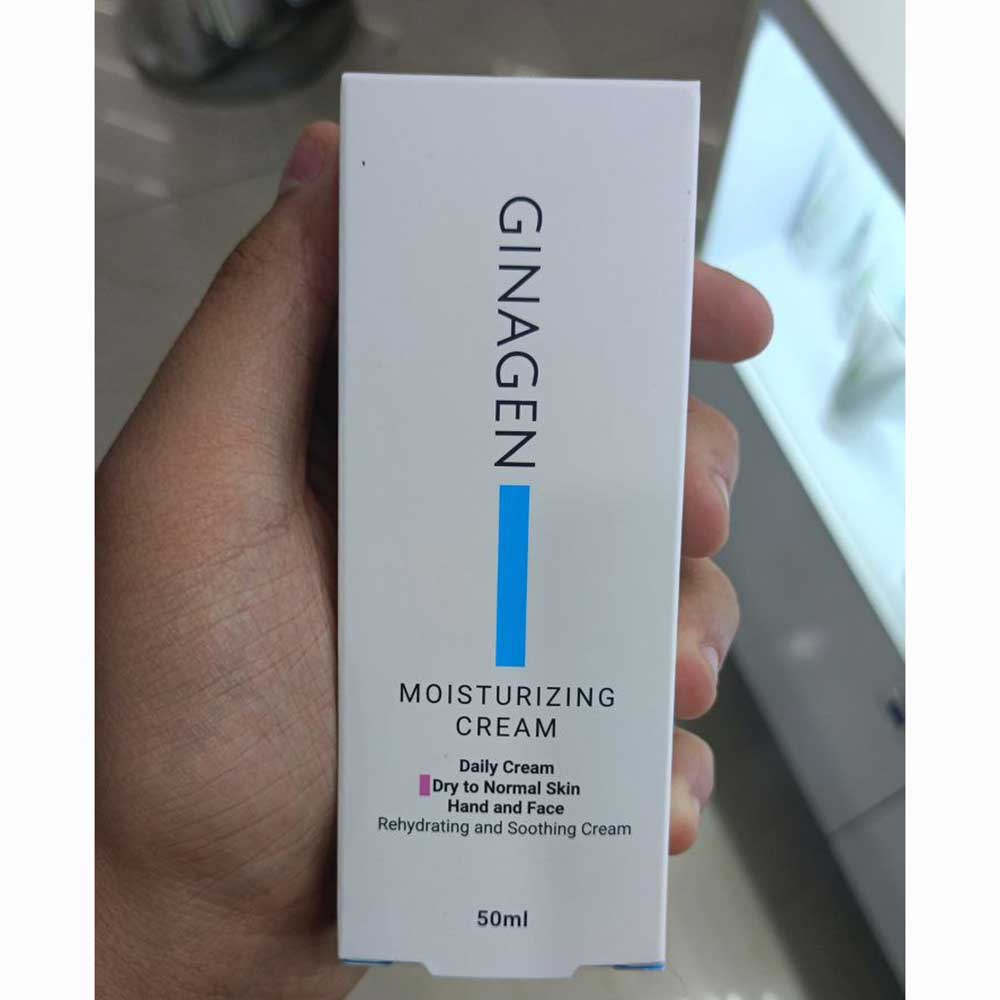 GINAGEN
MOISTURIZING
CREAM
Daily Cream
Dry to Normal Skin
Hand and Face
Rehydrating and Soothing Cream
50ml